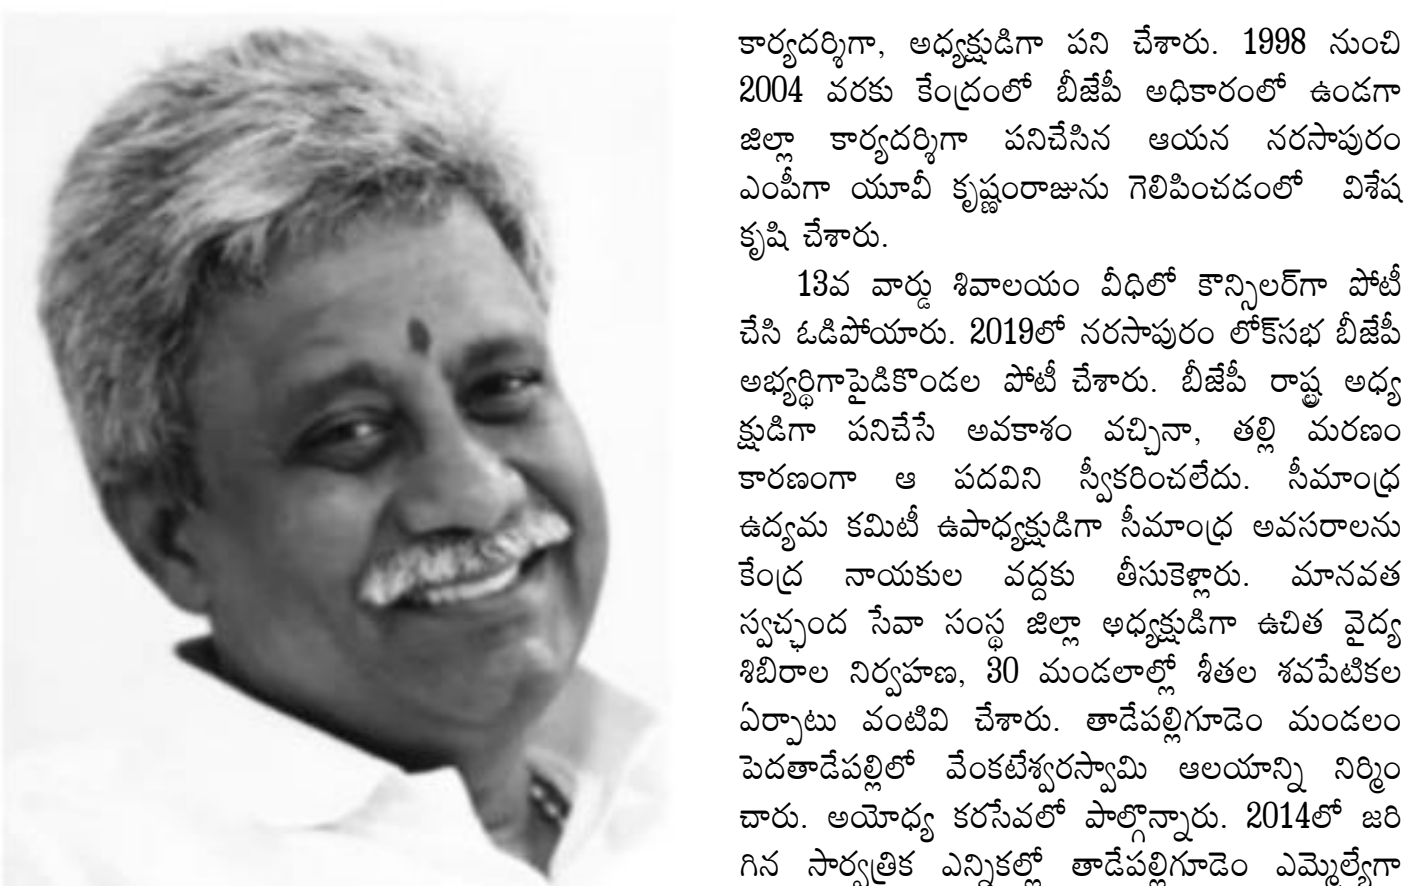 కార్యదర్శిగా, అధ్యక్షుడిగా పని చేశారు. 1998 నుంచి
2004 వరకు కేంద్రంలో బీజేపీ అధికారంలో ఉండగా
జిల్లా కార్యదర్శిగా పనిచేసిన ఆయన నరసాపురం
ఎంపీగా యూవీ కృష్ణంరాజును గెలిపించడంలో విశేష
కృషి చేశారు.
13వ వార్డు శివాలయం వీధిలో కౌన్సిలర్‌గా పోటీ
చేసి ఓడిపోయారు. 2019లో నరసాపురం లోక్‌సభ బీజేపీ
అభ్యర్థిగాపైడికొండల పోటీ చేశారు. బీజేపీ రాష్ట్ర అధ్య
క్షుడిగా పనిచేసే అవకాశం వచ్చినా, తల్లి మరణం
కారణంగా ఆ పదవిని స్వీకరించలేదు. సీమాంధ్ర
ఉద్యమ కమిటీ ఉపాధ్యక్షుడిగా సీమాంధ్ర అవసరాలను
కేంద్ర నాయకుల వద్దకు తీసుకెళ్లారు. మానవత
స్వచ్ఛంద సేవా సంస్థ జిల్లా అధ్యక్షుడిగా ఉచిత వైద్య
శిబిరాల నిర్వహణ, 30 మండలాల్లో శీతల శవపేటికల
ఏర్పాటు వంటివి చేశారు. తాడేపల్లిగూడెం మండలం
పెదతాడేపల్లిలో వేంకటేశ్వరస్వామి ఆలయాన్ని నిర్మిం
చారు. అయోధ్య కరసేవలో పాల్గొన్నారు. 2014లో జరి
గిన సార్వత్రిక ఎన్నికల్లో తాడేపల్లిగూడెం ఎమ్మెల్యేగా